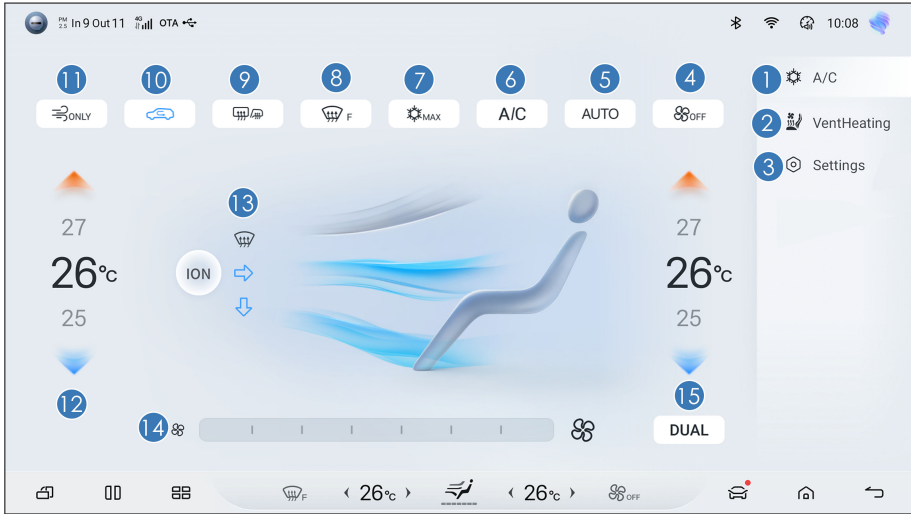 PM 2.5 In 9 Out 11 4G OTA 10:08
11 10 9 8 7 6 5 4
ONLY F MAX A/C AUTO OFF
1 A/C
2 VentHeating
3 Settings
13
27 27
26°C ION 26°C
25 25
12 15
14 DUAL
F 26°C 26°C OFF